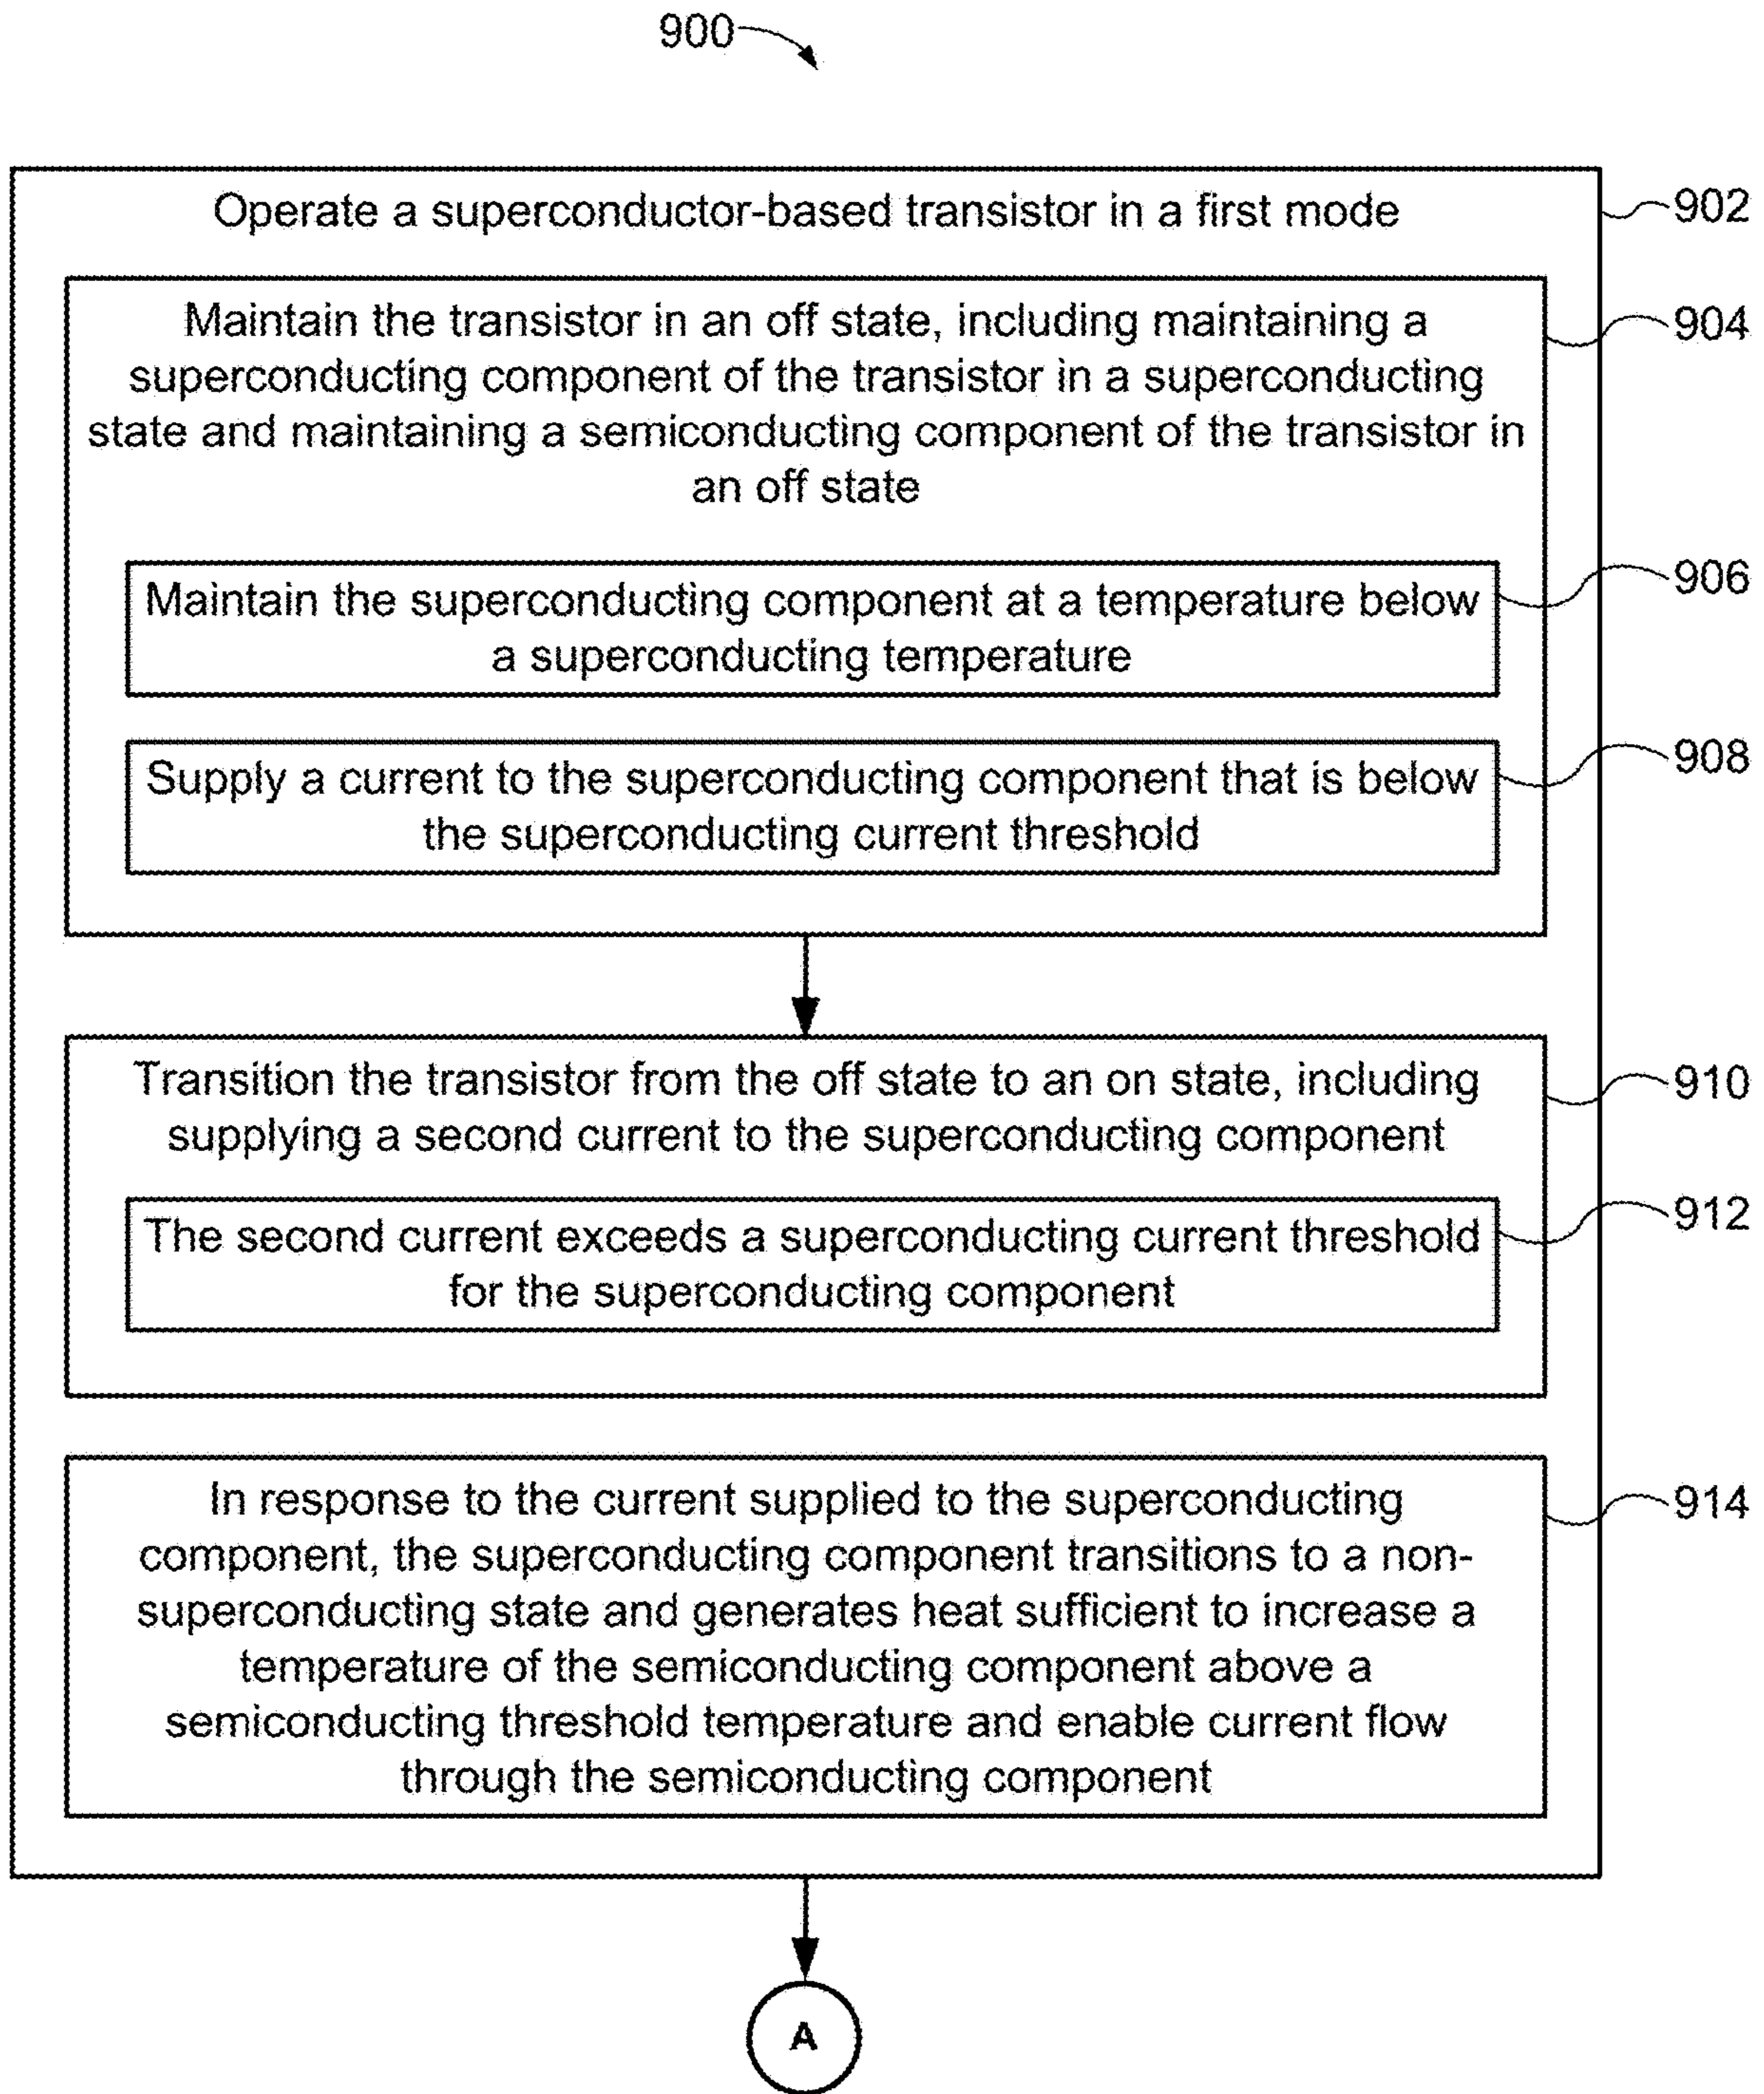 900
Operate a superconductor-based transistor in a first mode
902
Maintain the transistor in an off state, including maintaining a
superconducting component of the transistor in a superconducting
state and maintaining a semiconducting component of the transistor in
an off state
904
Maintain the superconducting component at a temperature below
a superconducting temperature
906
Supply a current to the superconducting component that is below
the superconducting current threshold
908
Transition the transistor from the off state to an on state, including
supplying a second current to the superconducting component
910
The second current exceeds a superconducting current threshold
for the superconducting component
912
In response to the current supplied to the superconducting
component, the superconducting component transitions to a non-
superconducting state and generates heat sufficient to increase a
temperature of the semiconducting component above a
semiconducting threshold temperature and enable current flow
through the semiconducting component
914
A